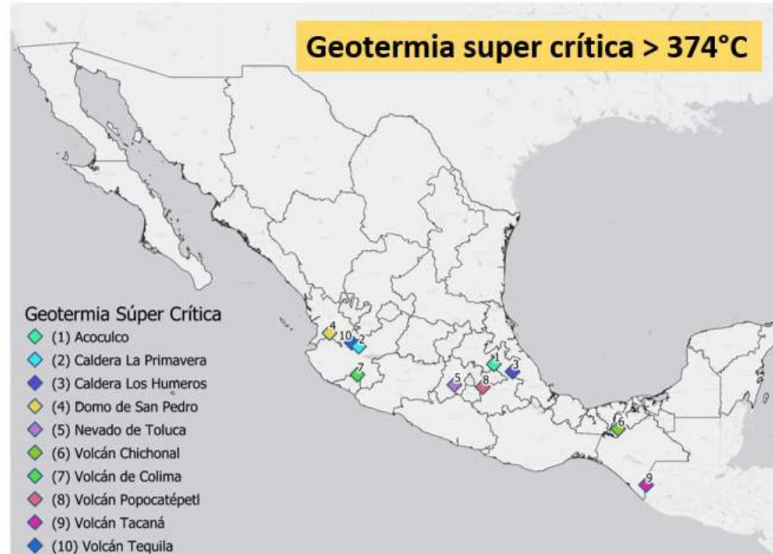 Geotermia super crítica > 374°C
4
10
2
7
1
3
5
8
6
9
Geotermia Súper Crítica
(1) Acoculco
(2) Caldera La Primavera
(3) Caldera Los Humeros
(4) Domo de San Pedro
(5) Nevado de Toluca
(6) Volcán Chichonal
(7) Volcán de Colima
(8) Volcán Popocatépetl
(9) Volcán Tacaná
(10) Volcán Tequila